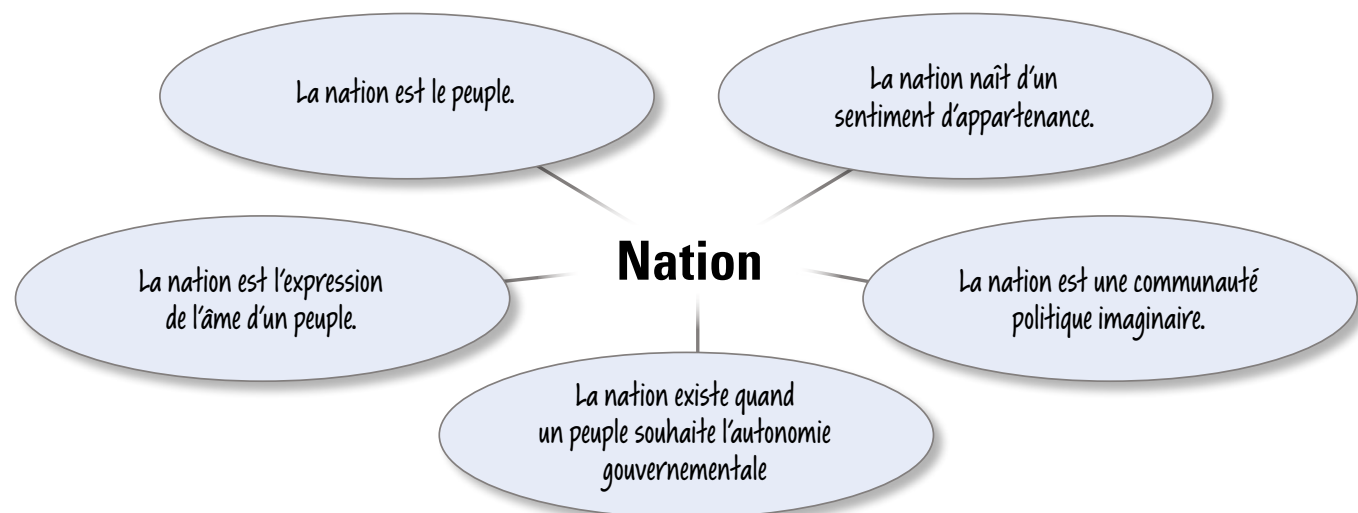 La nation est le peuple.
La nation naît d'un
sentiment d'appartenance.
Nation
La nation est l'expression
de l'âme d'un peuple.
La nation est une communauté
politique imaginaire.
La nation existe quand
un peuple souhaite l'autonomie
gouvernementale